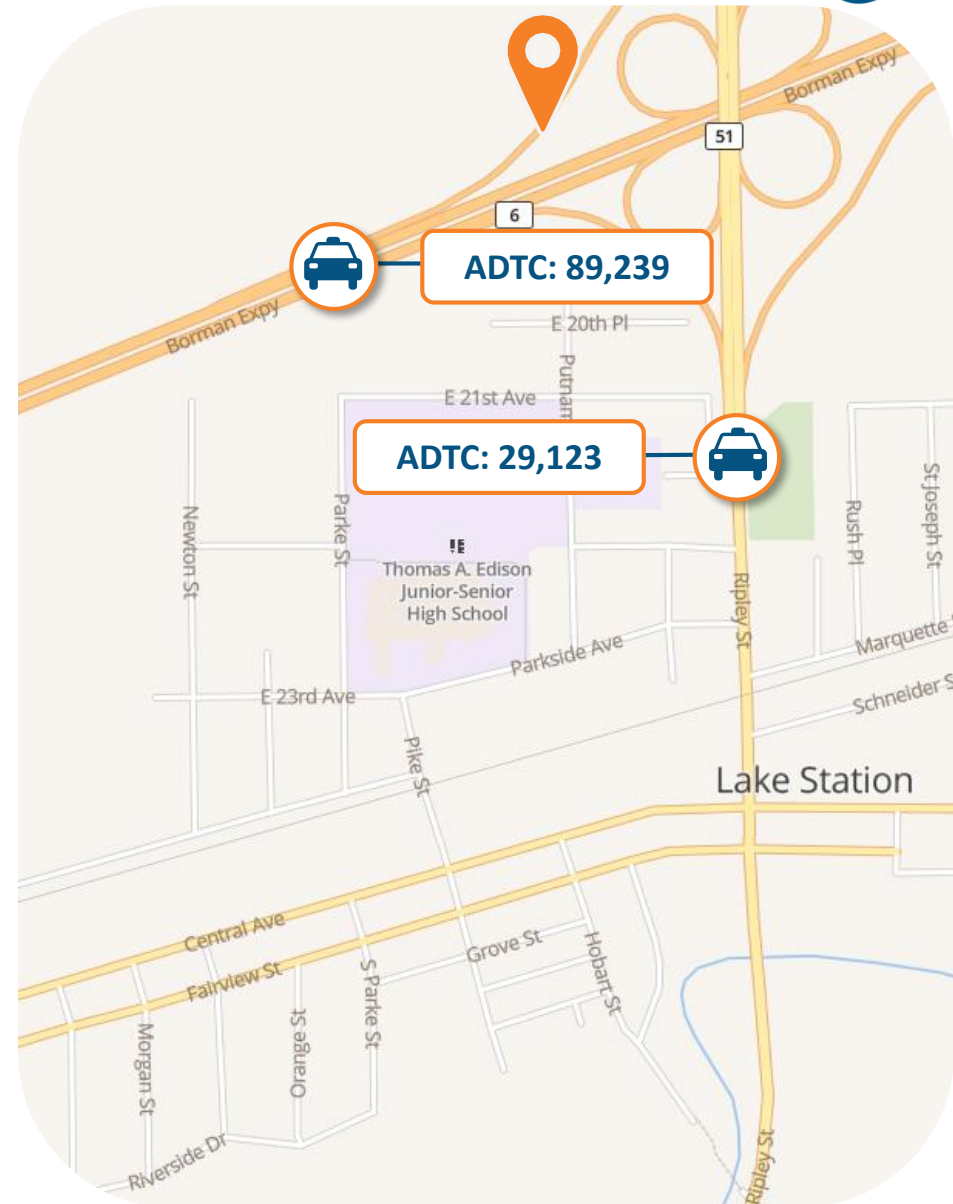 Borman Expy
51
6
ADTC: 89,239
Borman Expy
E 20th Pl
Putnam
E 21st Ave
ADTC: 29,123
Newton St
Parke St
Rush Pl
St Joseph St
Thomas A. Edison
Junior-Senior
High School
Ripley St
Parkside Ave
Marquette
E 23rd Ave
Schneider S
Pike St
Lake Station
Central Ave
Fairview St
Grove St
Hobart St
S Parke St
Orange St
Morgan St
Riverside Dr
Ripley St